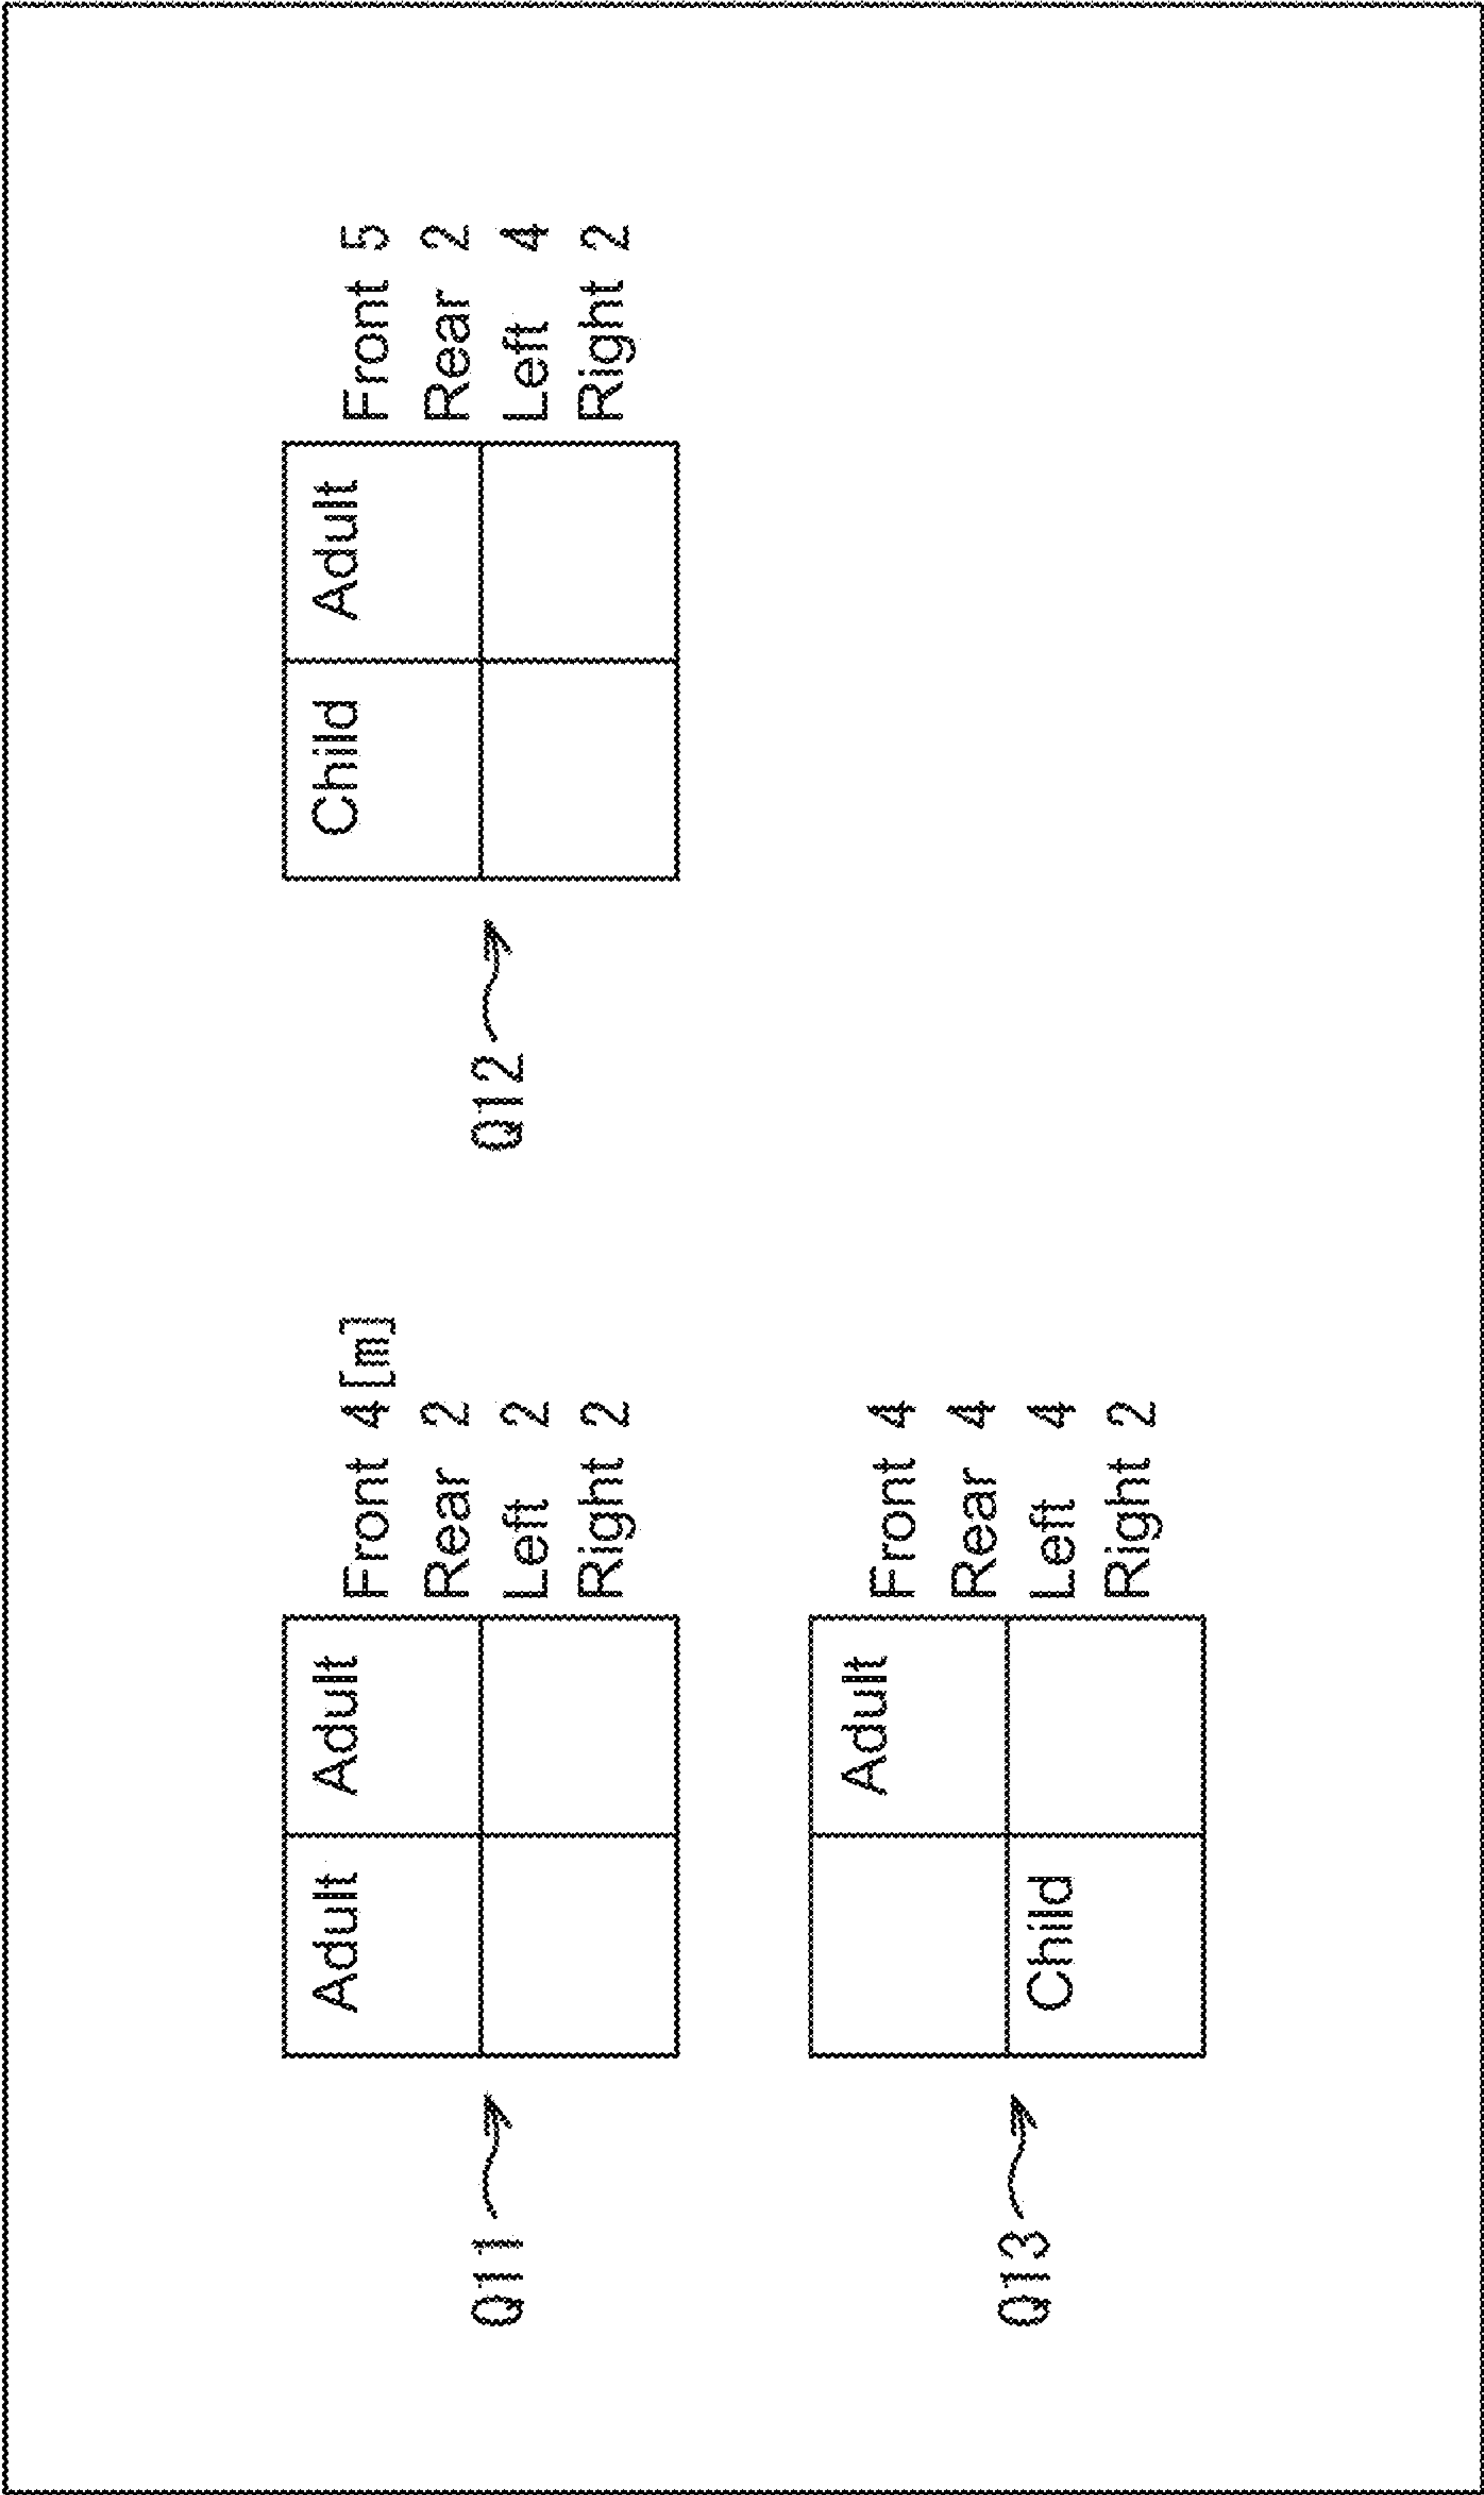 Q11
Adult Adult
Front 4 [m]
Rear 2
Left 2
Right 2
Q12
Child Adult
Front 5
Rear 2
Left 4
Right 2
Q13
Adult
Child
Front 4
Rear 4
Left 4
Right 2